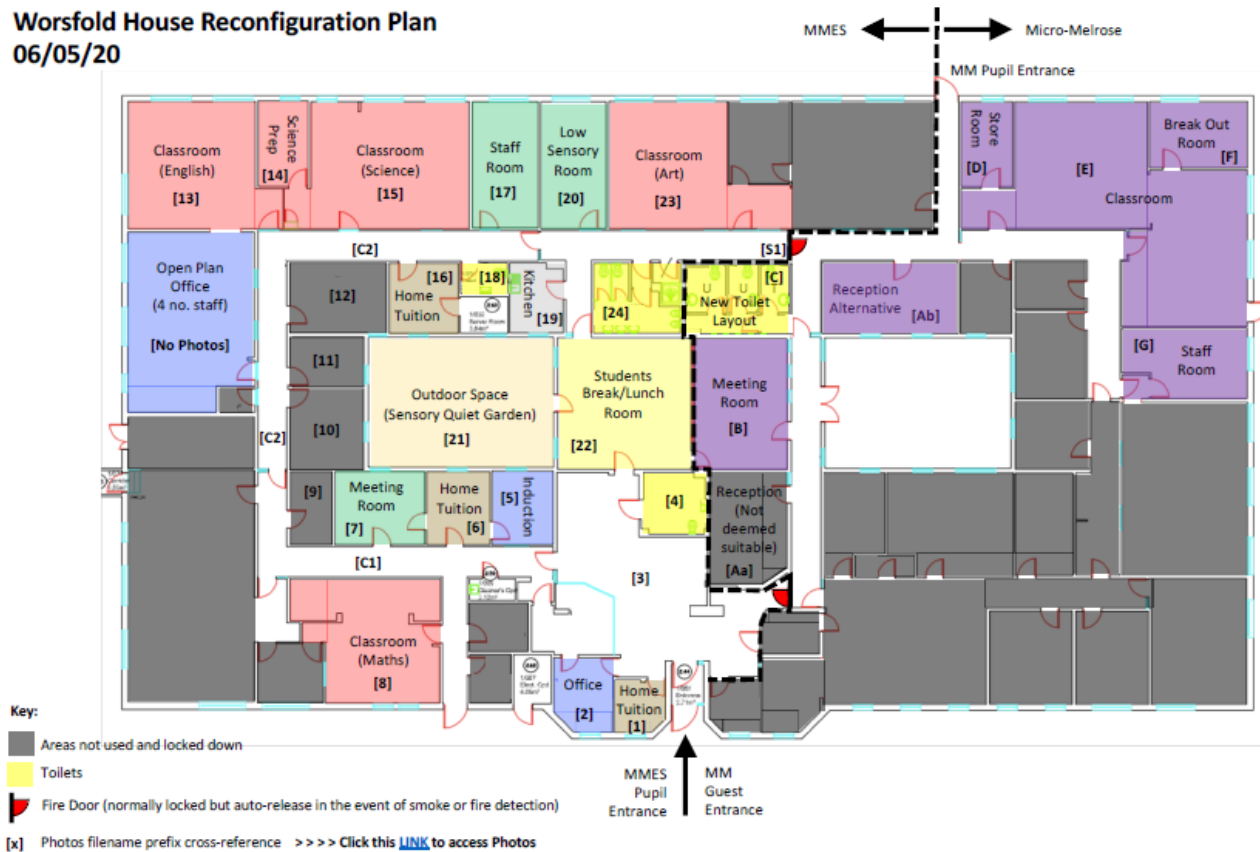 Worsfold House Reconfiguration Plan
06/05/20
MMES
Micro-Melrose
MM Pupil Entrance
Classroom
(English)
[13]
Science
Prep
[14]
Classroom
(Science)
[15]
Staff
Room
[17]
Low
Sensory
Room
[20]
Classroom
(Art)
[23]
Store
Room
[D]
[E]
Classroom
Break Out
Room
[F]
[C2]
[S1]
Open Plan
Office
(4 no. staff)
[No Photos]
[12]
[16]
Home
Tuition
[18]
Kitchen
[19]
[24]
[C]
New Toilet
Layout
Reception
Alternative
[Ab]
[G]
Staff
Room
[11]
[10]
Outdoor Space
(Sensory Quiet Garden)
[21]
Students
Break/Lunch
Room
[22]
Meeting
Room
[B]
[C2]
[9]
Meeting
Room
[7]
Home
Tuition
[6]
[5]
Induction
[4]
Reception
(Not
deemed
suitable)
[Aa]
[C1]
[3]
Classroom
(Maths)
[8]
Office
[2]
Home
Tuition
[1]
MMES
Pupil
Entrance
MM
Guest
Entrance
Key:
Areas not used and locked down
Toilets
Fire Door (normally locked but auto-release in the event of smoke or fire detection)
[x] Photos filename prefix cross-reference >>>> Click this LINK to access Photos